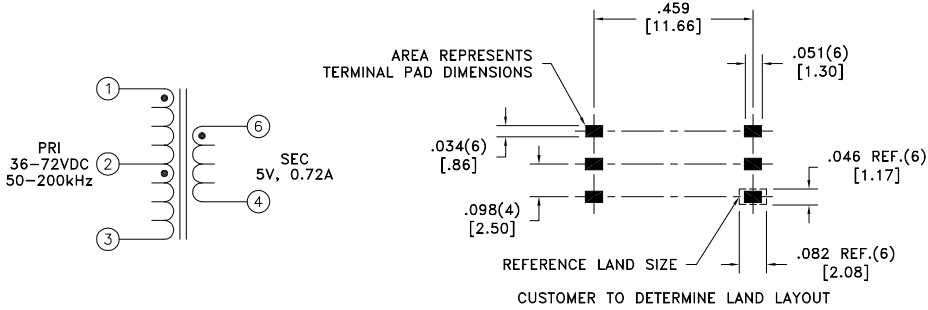 1
2
3
PRI
36-72VDC
50-200kHz
6
4
SEC
5V, 0.72A
.459
[11.66]
AREA REPRESENTS
TERMINAL PAD DIMENSIONS
.051(6)
[1.30]
.034(6)
[.86]
.046 REF.(6)
[1.17]
.098(4)
[2.50]
.082 REF.(6)
[2.08]
REFERENCE LAND SIZE
CUSTOMER TO DETERMINE LAND LAYOUT